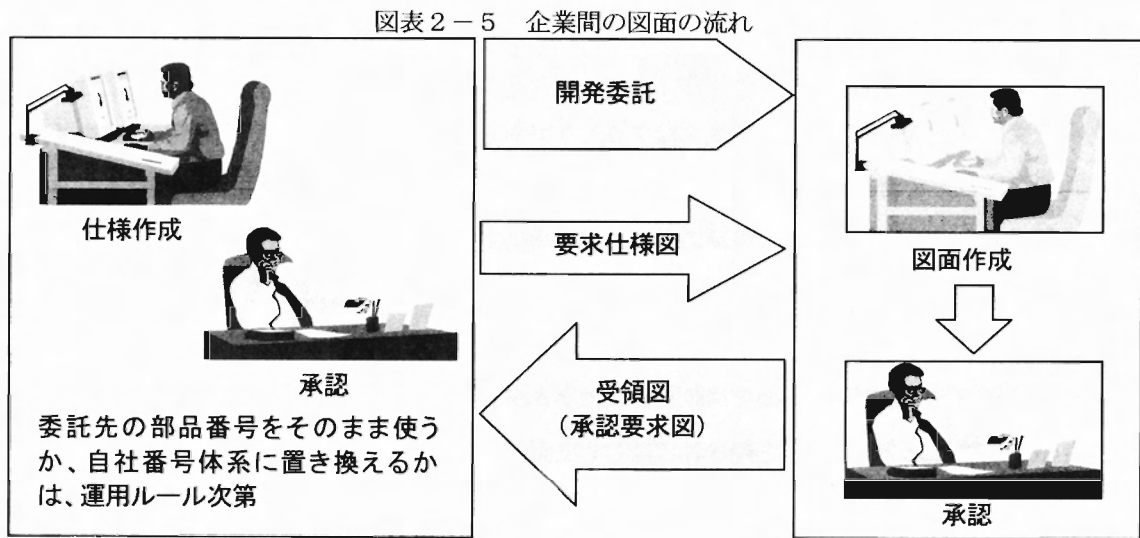 図表2－5　企業間の図面の流れ
仕様作成
承認
委託先の部品番号をそのまま使う
か、自社番号体系に置き換えるか
は、運用ルール次第
開発委託
要求仕様図
受領図
（承認要求図）
図面作成
承認